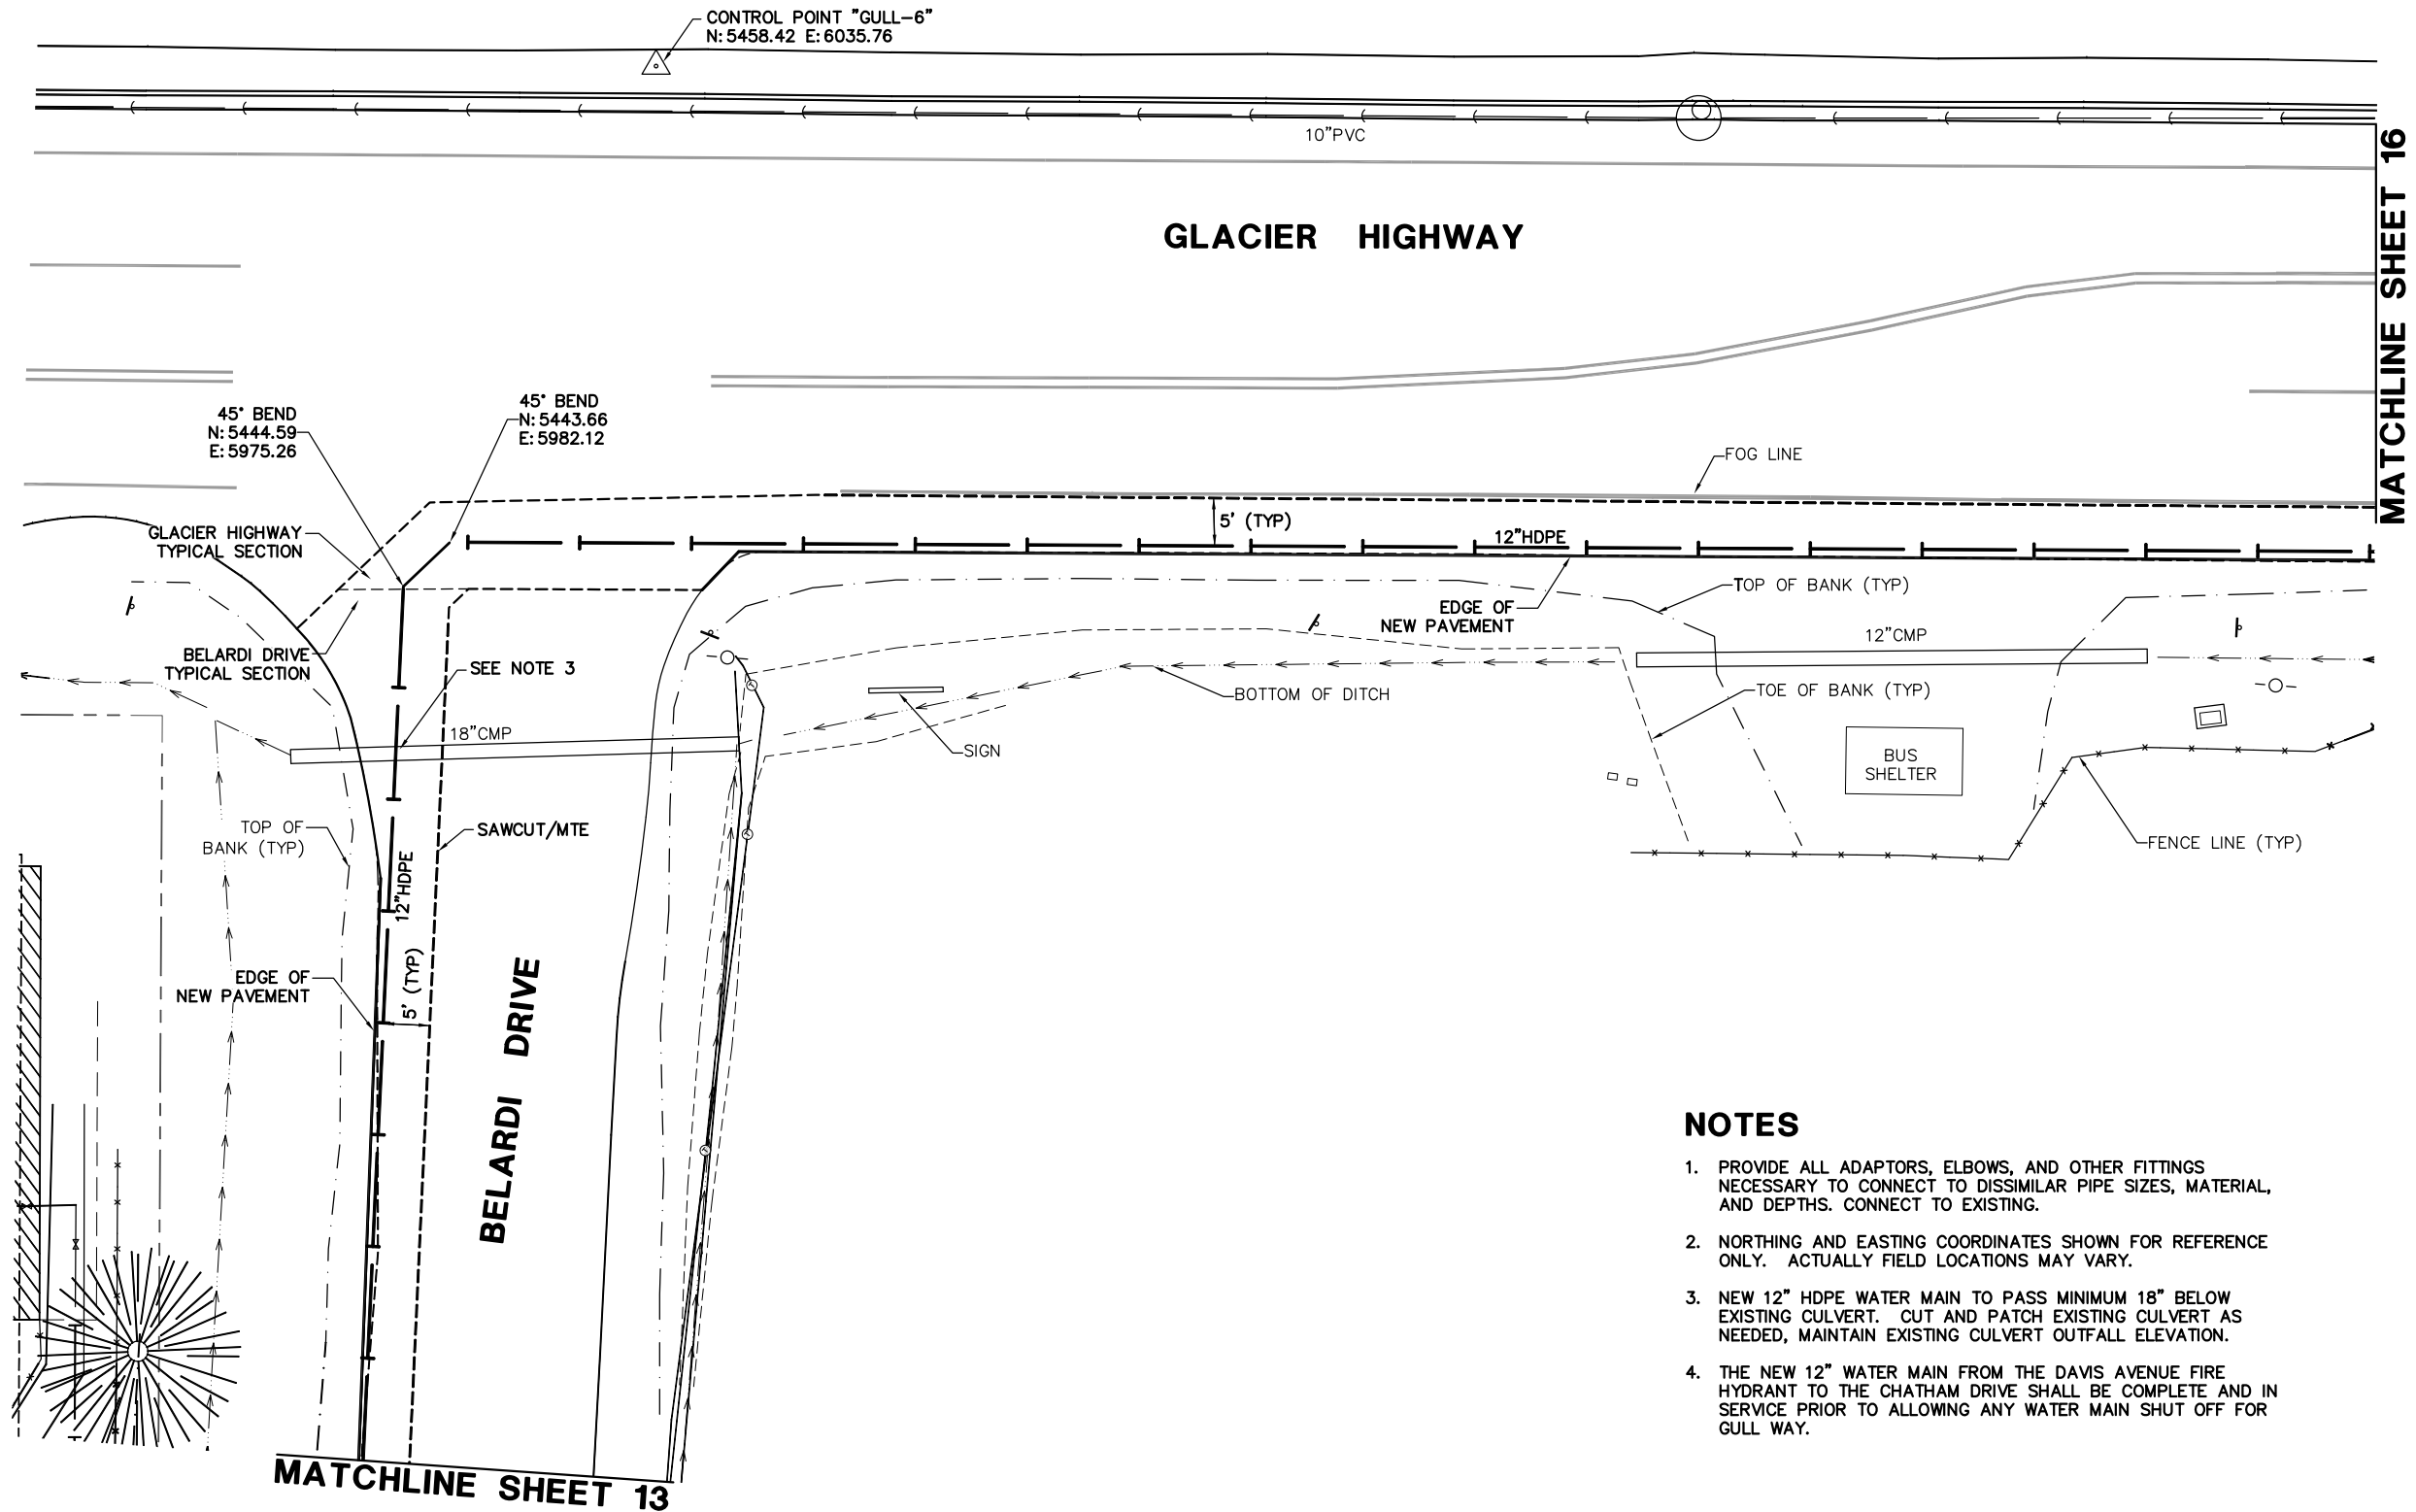 CONTROL POINT "GULL-6"
N: 5458.42 E: 6035.76
10"PVC
GLACIER HIGHWAY
MATCHLINE SHEET 16
45° BEND
N: 5444.59
E: 5975.26
45° BEND
N: 5443.66
E: 5982.12
FOG LINE
GLACIER HIGHWAY
TYPICAL SECTION
5' (TYP)
12"HDPE
TOP OF BANK (TYP)
EDGE OF
NEW PAVEMENT
12"CMP
BELARDI DRIVE
TYPICAL SECTION
SEE NOTE 3
BOTTOM OF DITCH
TOE OF BANK (TYP)
18"CMP
SIGN
BUS
SHELTER
TOP OF
BANK (TYP)
SAWCUT/MTE
FENCE LINE (TYP)
12"HDPE
EDGE OF
NEW PAVEMENT
5' (TYP)
BELARDI DRIVE
NOTES
1. PROVIDE ALL ADAPTORS, ELBOWS, AND OTHER FITTINGS
NECESSARY TO CONNECT TO DISSIMILAR PIPE SIZES, MATERIAL,
AND DEPTHS. CONNECT TO EXISTING.
2. NORTHING AND EASTING COORDINATES SHOWN FOR REFERENCE
ONLY. ACTUALLY FIELD LOCATIONS MAY VARY.
3. NEW 12" HDPE WATER MAIN TO PASS MINIMUM 18" BELOW
EXISTING CULVERT. CUT AND PATCH EXISTING CULVERT AS
NEEDED, MAINTAIN EXISTING CULVERT OUTFALL ELEVATION.
4. THE NEW 12" WATER MAIN FROM THE DAVIS AVENUE FIRE
HYDRANT TO THE CHATHAM DRIVE SHALL BE COMPLETE AND IN
SERVICE PRIOR TO ALLOWING ANY WATER MAIN SHUT OFF FOR
GULL WAY.
MATCHLINE SHEET 13